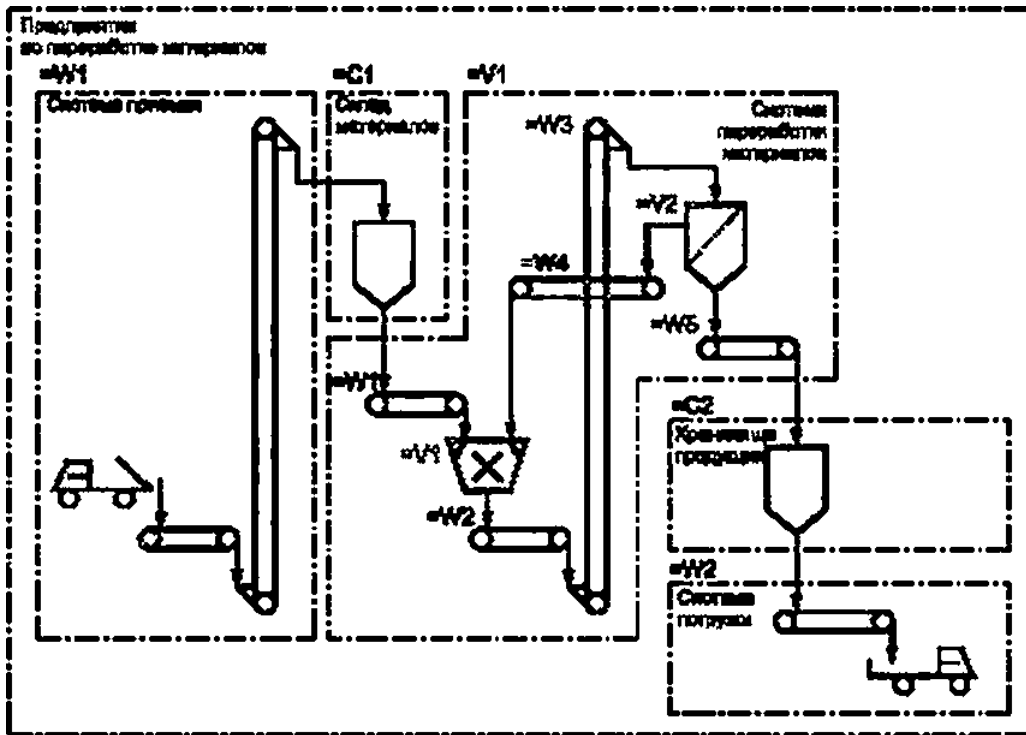 Предприятие
по переработке материалов
=W1
Система приемки
=C1
Склад
материалов
=V1
Система
переработки
материалов
=W3
=V2
=W4
=W5
=W1
=V1
=W2
=C2
Хранилище
продукции
=W2
Система
погрузки